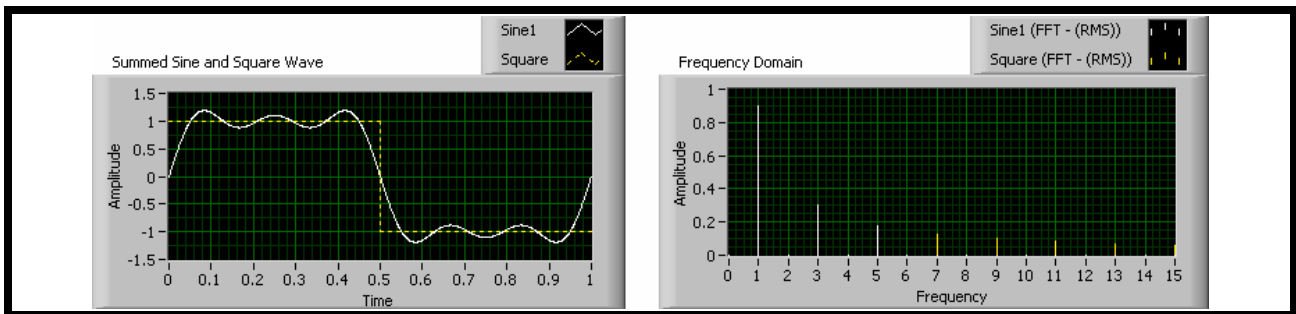 Sine1
Summed Sine and Square Wave
Square
1.5
1
0.5
0
-0.5
-1
-1.5
Amplitude
0 0.1 0.2 0.3 0.4 0.5 0.6 0.7 0.8 0.9 1
Time
Sine1 (FFT - (RMS))
Frequency Domain
Square (FFT - (RMS))
1
0.8
0.6
0.4
0.2
0
Amplitude
0 1 2 3 4 5 6 7 8 9 10 11 12 13 14 15
Frequency